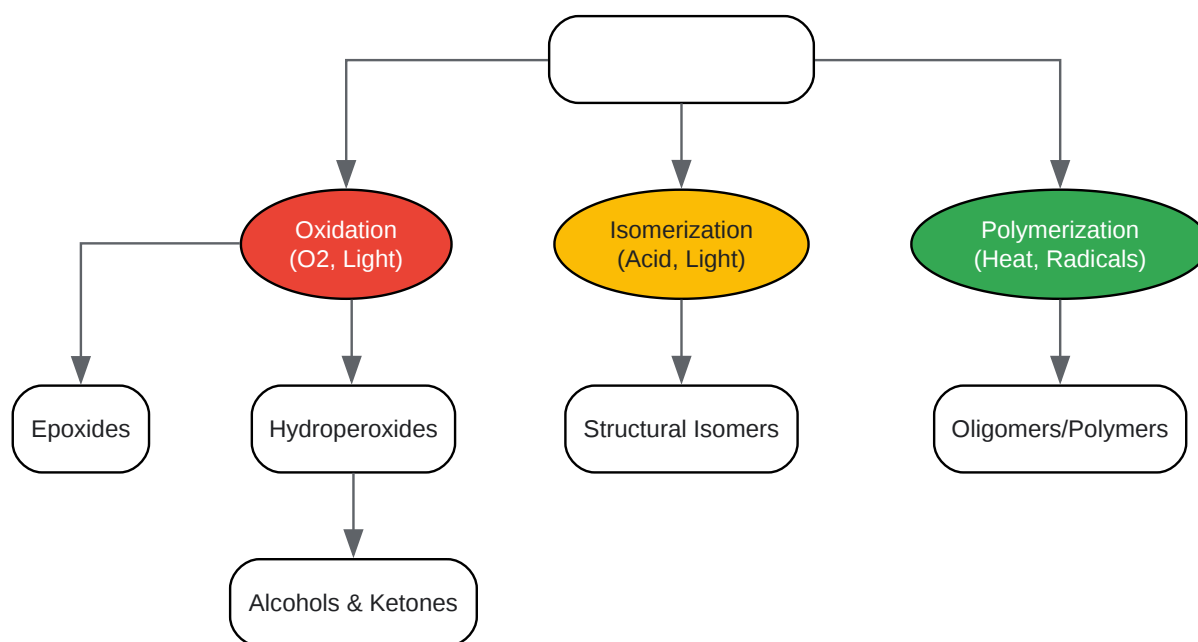 Oxidation
(O2, Light)
Isomerization
(Acid, Light)
Polymerization
(Heat, Radicals)
Epoxides
Hydroperoxides
Structural Isomers
Oligomers/Polymers
Alcohols & Ketones